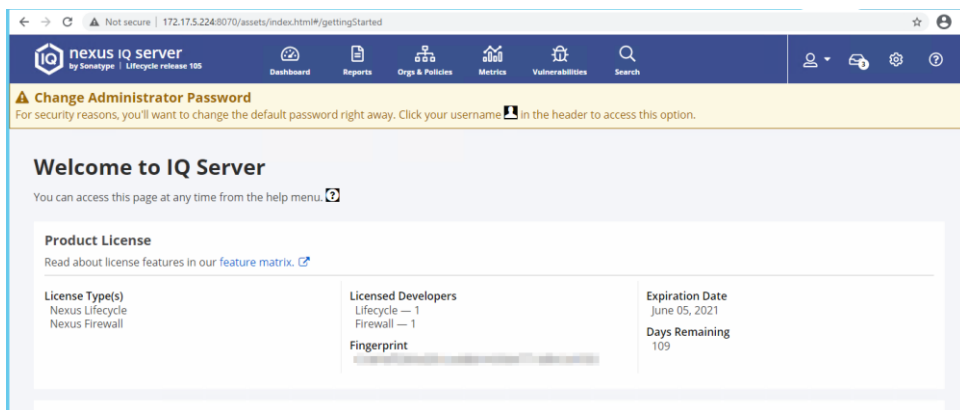 Not secure | 172.17.5.224:8070/assets/index.html#/gettingStarted
IQ nexus IQ server
by Sonatype | Lifecycle release 105
Dashboard Reports Orgs & Policies Metrics Vulnerabilities Search
3
Change Administrator Password
For security reasons, you'll want to change the default password right away. Click your username in the header to access this option.
Welcome to IQ Server
You can access this page at any time from the help menu.
Product License
Read about license features in our feature matrix.
License Type(s)
Nexus Lifecycle
Nexus Firewall
Licensed Developers
Lifecycle — 1
Firewall — 1
Fingerprint
Expiration Date
June 05, 2021
Days Remaining
109